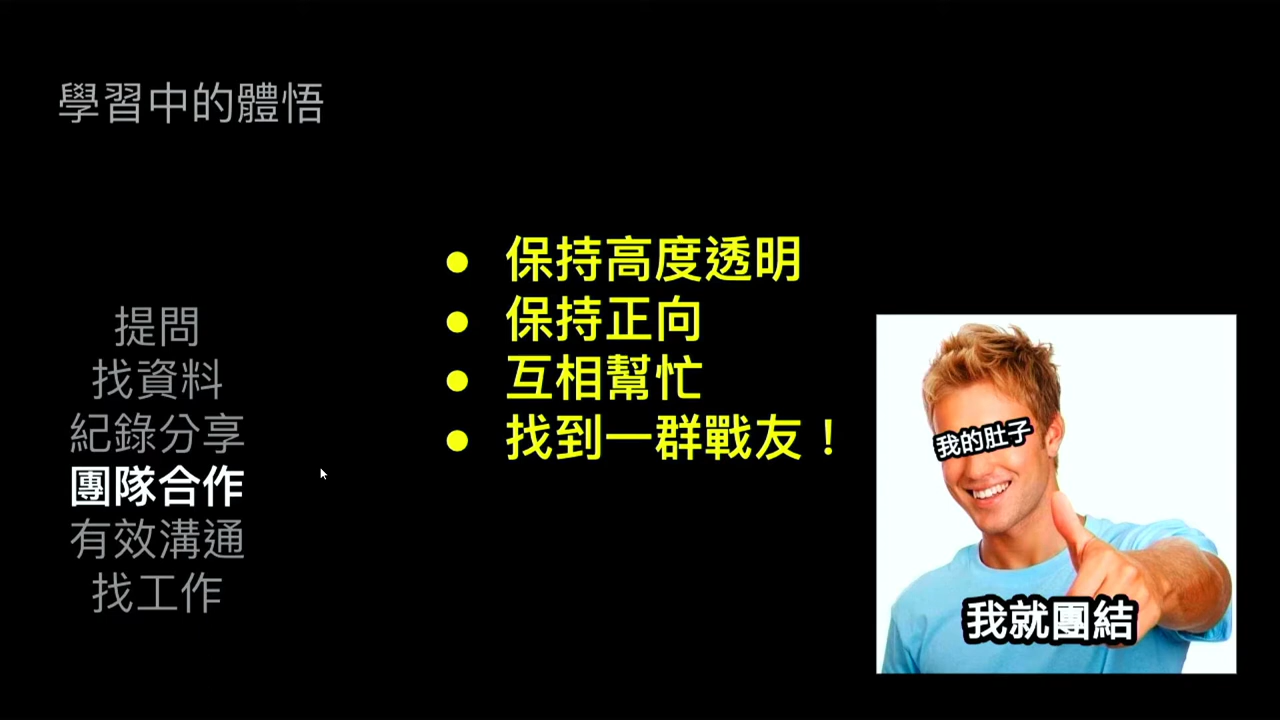 學習中的體悟
提問
找資料
紀錄分享
團隊合作
有效溝通
找工作
● 保持高度透明
● 保持正向
● 互相幫忙
● 找到一群戰友！
我的肚子
我就團結